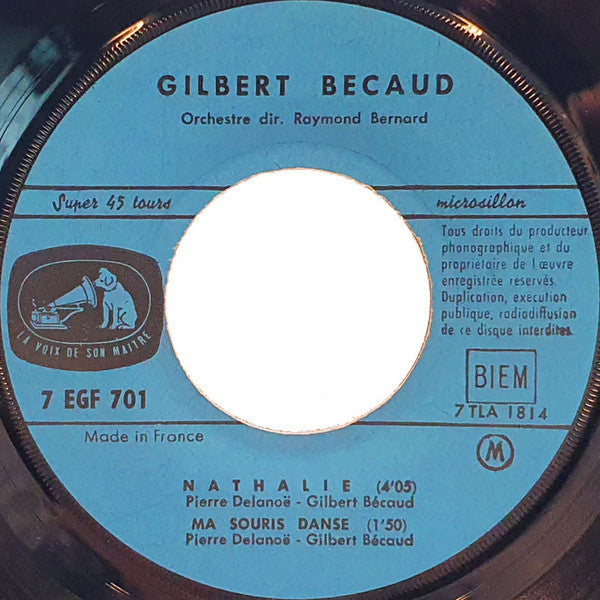 GILBERT BECAUD
Orchestre dir. Raymond Bernard
Super 45 tours
microsillon
Tous droits du producteur
phonographique et du
proprietaire de l œuvre
enregistrée réservés.
Duplication, exécution
publique, radiodiffusion
de ce disque interdites.
LA VOIX DE SON MAITRE
7 EGF 701
BIEM
7 TLA 1814
Made in France
M
NATHALIE (4'05)
Pierre Delanoë - Gilbert Bécaud
MA SOURIS DANSE (1'50)
Pierre Delanoë - Gilbert Bécaud